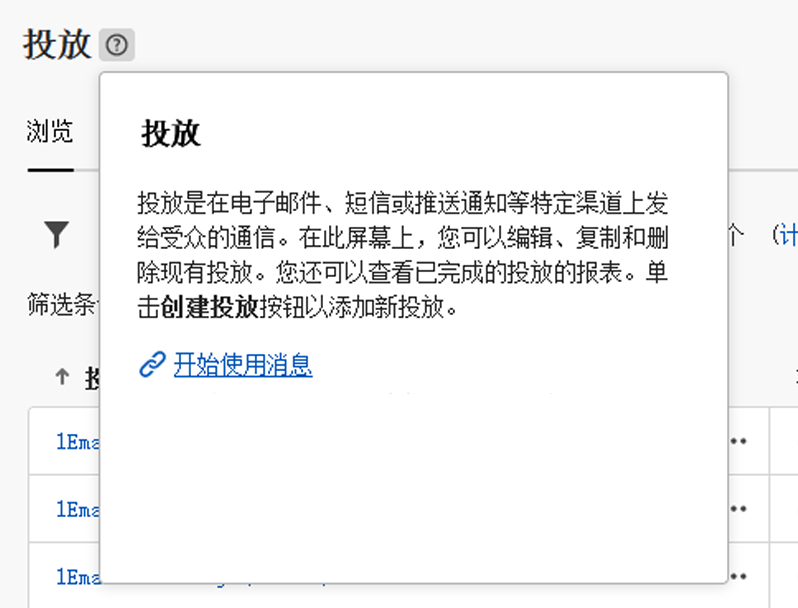 投放
浏览
投放
投放是在电子邮件、短信或推送通知等特定渠道上发
给受众的通信。在此屏幕上，您可以编辑、复制和删
除现有投放。您还可以查看已完成的投放的报表。单
击创建投放按钮以添加新投放。
开始使用消息
个 （计
筛选条
1Ema
1Ema
1Ema